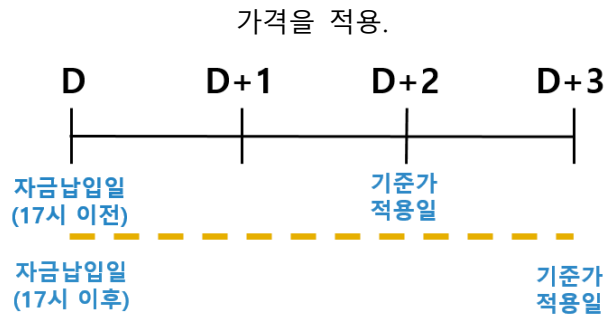 가격을 적용.
D D+1 D+2 D+3
자금납입일 기준가
(17시 이전) 적용일
자금납입일 기준가
(17시 이후) 적용일